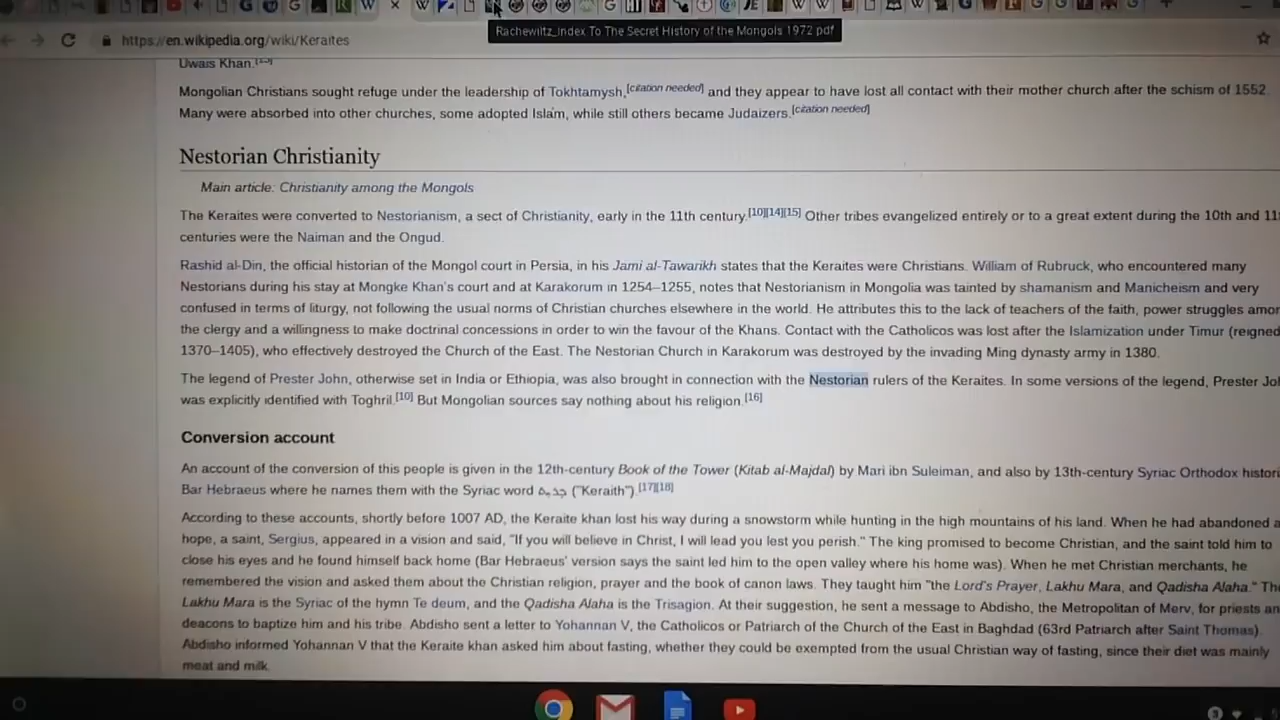 Rachewiltz_Index To The Secret History of the Mongols 1972 pdf
https://en.wikipedia.org/wiki/Keraites
Uwais Khan.
Mongolian Christians sought refuge under the leadership of Tokhtamysh,[citation needed] and they appear to have lost all contact with their mother church after the schism of 1552.
Many were absorbed into other churches, some adopted Islam, while still others became Judaizers.[citation needed]
Nestorian Christianity
Main article: Christianity among the Mongols
The Keraites were converted to Nestorianism, a sect of Christianity, early in the 11th century.[10][14][15] Other tribes evangelized entirely or to a great extent during the 10th and 11
centuries were the Naiman and the Ongud.
Rashid al-Din, the official historian of the Mongol court in Persia, in his Jami al-Tawarikh states that the Keraites were Christians. William of Rubruck, who encountered many
Nestorians during his stay at Mongke Khan's court and at Karakorum in 1254–1255, notes that Nestorianism in Mongolia was tainted by shamanism and Manicheism and very
confused in terms of liturgy, not following the usual norms of Christian churches elsewhere in the world. He attributes this to the lack of teachers of the faith, power struggles amon
the clergy and a willingness to make doctrinal concessions in order to win the favour of the Khans. Contact with the Catholicos was lost after the Islamization under Timur (reigned
1370–1405), who effectively destroyed the Church of the East. The Nestorian Church in Karakorum was destroyed by the invading Ming dynasty army in 1380.
The legend of Prester John, otherwise set in India or Ethiopia, was also brought in connection with the Nestorian rulers of the Keraites. In some versions of the legend, Prester Jo
was explicitly identified with Toghril.[10] But Mongolian sources say nothing about his religion.[16]
Conversion account
An account of the conversion of this people is given in the 12th-century Book of the Tower (Kitab al-Majdal) by Mari ibn Suleiman, and also by 13th-century Syriac Orthodox histori
Bar Hebraeus where he names them with the Syriac word ("Keraith").[17][18]
According to these accounts, shortly before 1007 AD, the Keraite khan lost his way during a snowstorm while hunting in the high mountains of his land. When he had abandoned a
hope, a saint, Sergius, appeared in a vision and said, "If you will believe in Christ, I will lead you lest you perish." The king promised to become Christian, and the saint told him to
close his eyes and he found himself back home (Bar Hebraeus' version says the saint led him to the open valley where his home was). When he met Christian merchants, he
remembered the vision and asked them about the Christian religion, prayer and the book of canon laws. They taught him "the Lord's Prayer, Lakhu Mara, and Qadisha Alaha." The
Lakhu Mara is the Syriac of the hymn Te deum, and the Qadisha Alaha is the Trisagion. At their suggestion, he sent a message to Abdisho, the Metropolitan of Merv, for priests an
deacons to baptize him and his tribe. Abdisho sent a letter to Yohannan V, the Catholicos or Patriarch of the Church of the East in Baghdad (63rd Patriarch after Saint Thomas).
Abdisho informed Yohannan V that the Keraite khan asked him about fasting, whether they could be exempted from the usual Christian way of fasting, since their diet was mainly
meat and milk.